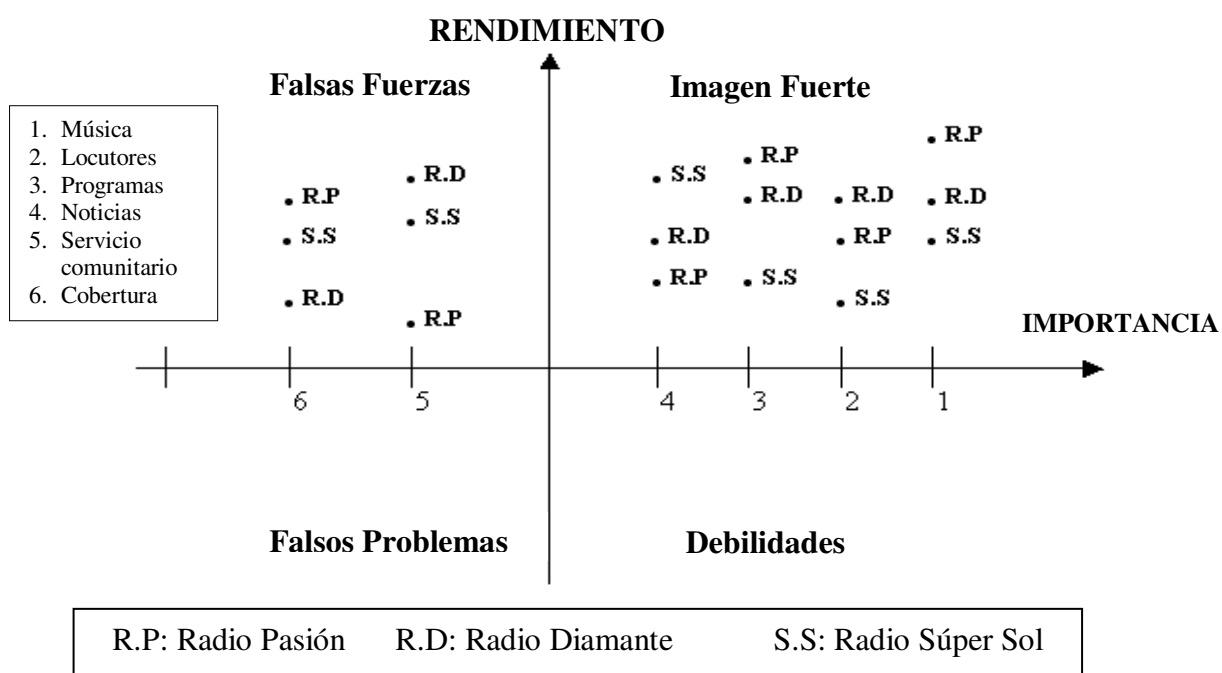 RENDIMIENTO
Falsas Fuerzas
Imagen Fuerte
1. Música
2. Locutores
3. Programas
4. Noticias
5. Servicio
comunitario
6. Cobertura
R.P
S.S
R.D
R.D
S.S
R.P
S.S
R.D
R.P
R.P
R.D
S.S
R.D
R.P
S.S
R.P
R.D
S.S
IMPORTANCIA
6 5 4 3 2 1
Falsos Problemas
Debilidades
R.P: Radio Pasión R.D: Radio Diamante S.S: Radio Súper Sol